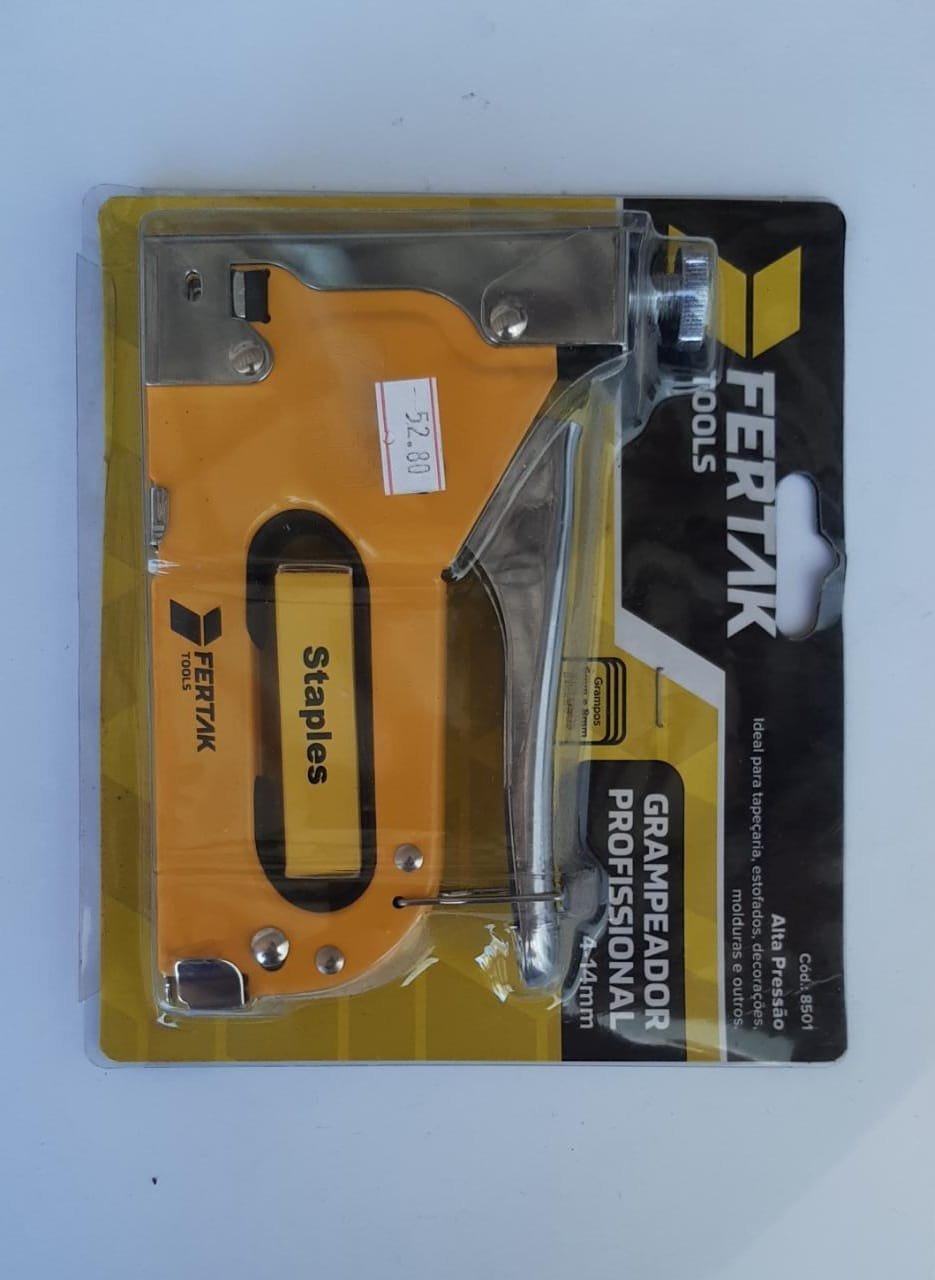 FERTAK
TOOLS
Cód.: 8501
Alta Pressão
Ideal para tapeçaria, estofados, decorações,
molduras e outros.
GRAMPEADOR
PROFISSIONAL
4-14mm
Grampos
52.80
Staples
FERTAK
TOOLS